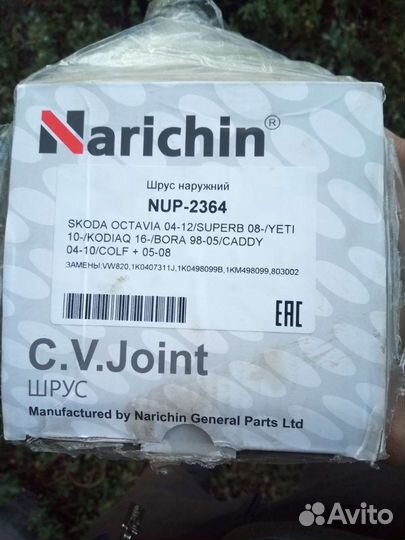 Narichin®
Шрус наружний
NUP-2364
SKODA OCTAVIA 04-12/SUPERB 08-/YETI
10-/KODIAQ 16-/BORA 98-05/CADDY
04-10/COLF + 05-08
ЗАМЕНЫ:VW820,1K0407311J,1K0498099B,1KM498099,803002
EAC
C.V.Joint
ШРУС
Manufactured by Narichin General Parts Ltd
Avito